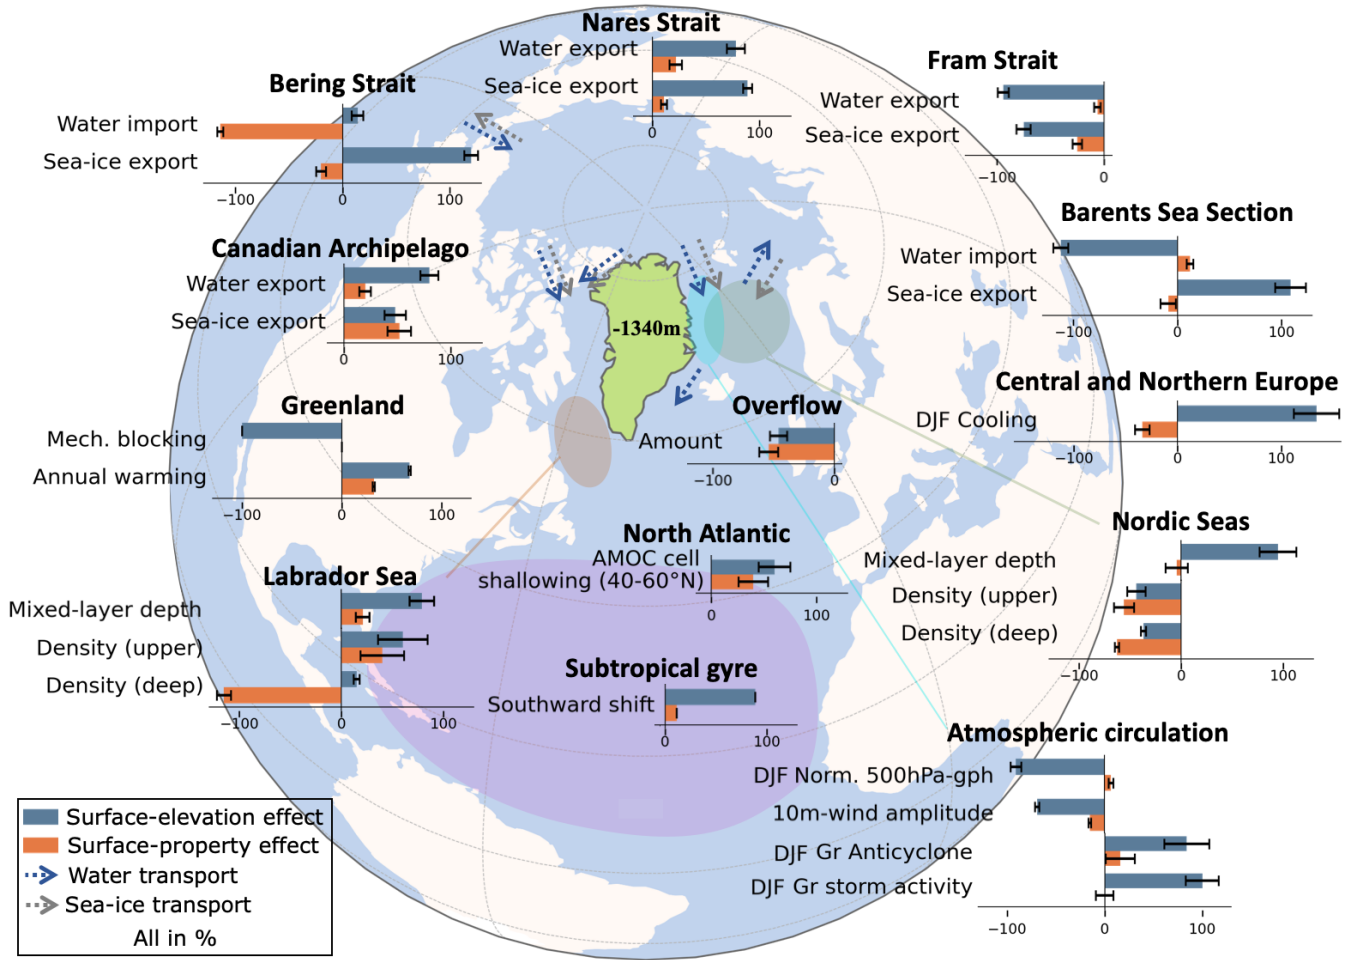 Nares Strait
Water export
Sea-ice export
0 100
Fram Strait
Water export
Sea-ice export
−100 0
Bering Strait
Water import
Sea-ice export
−100 0 100
Barents Sea Section
Water import
Sea-ice export
−100 0 100
Canadian Archipelago
Water export
Sea-ice export
0 100
-1340m
Central and Northern Europe
DJF Cooling
−100 0 100
Greenland
Mech. blocking
Annual warming
−100 0 100
Overflow
Amount
−100 0
Nordic Seas
Mixed-layer depth
Density (upper)
Density (deep)
−100 0 100
North Atlantic
AMOC cell
shallowing (40-60°N)
0 100
Labrador Sea
Mixed-layer depth
Density (upper)
Density (deep)
−100 0 100
Subtropical gyre
Southward shift
0 100
Atmospheric circulation
DJF Norm. 500hPa-gph
10m-wind amplitude
DJF Gr Anticyclone
DJF Gr storm activity
−100 0 100
Surface-elevation effect
Surface-property effect
Water transport
Sea-ice transport
All in %